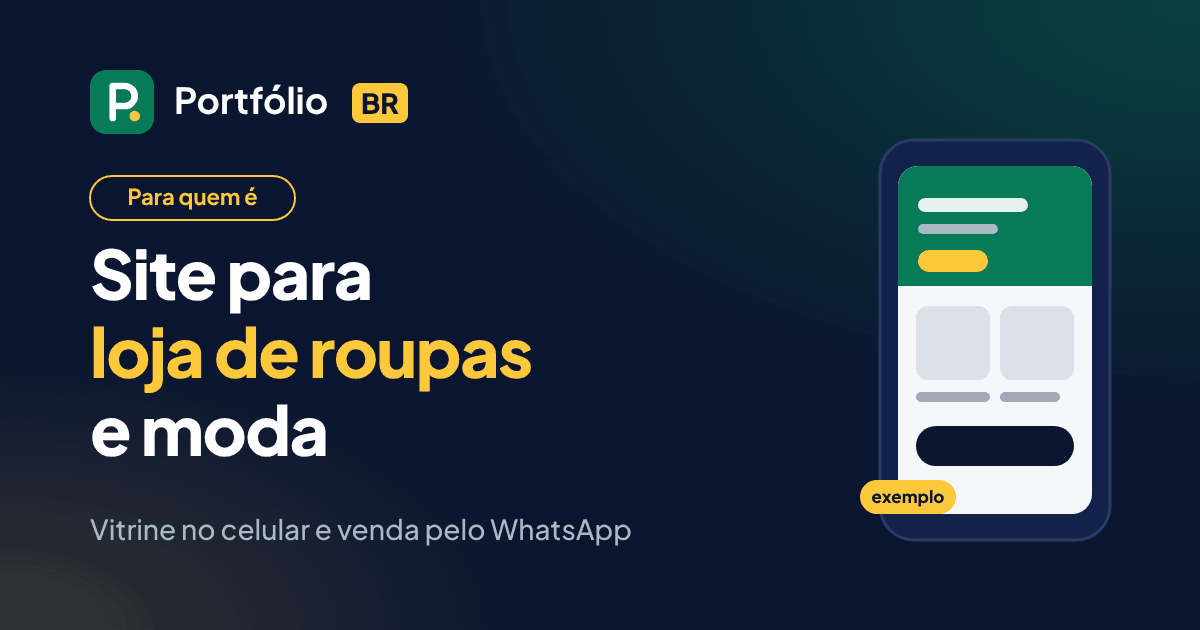 P.
Portfólio BR
Para quem é
Site para
loja de roupas
e moda
Vitrine no celular e venda pelo WhatsApp
exemplo